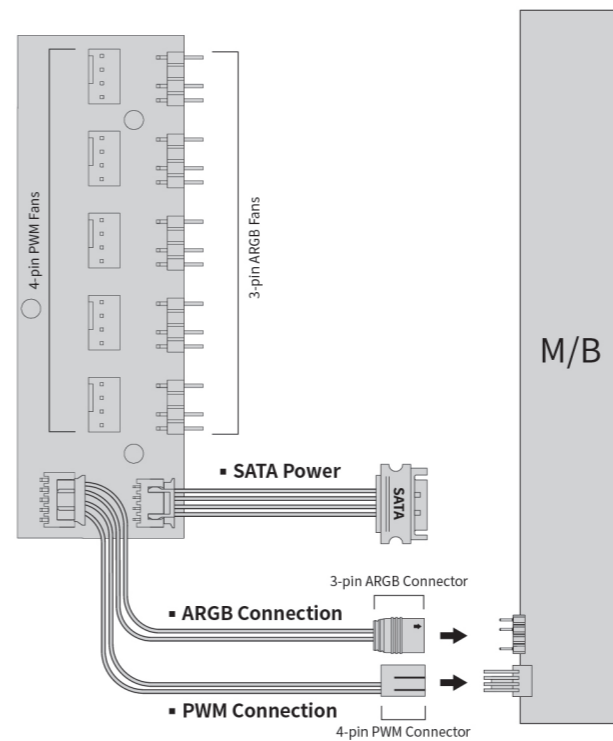 4-pin PWM Fans
3-pin ARGB Fans
M/B
▪ SATA Power
SATA
3-pin ARGB Connector
▪ ARGB Connection
▪ PWM Connection
4-pin PWM Connector